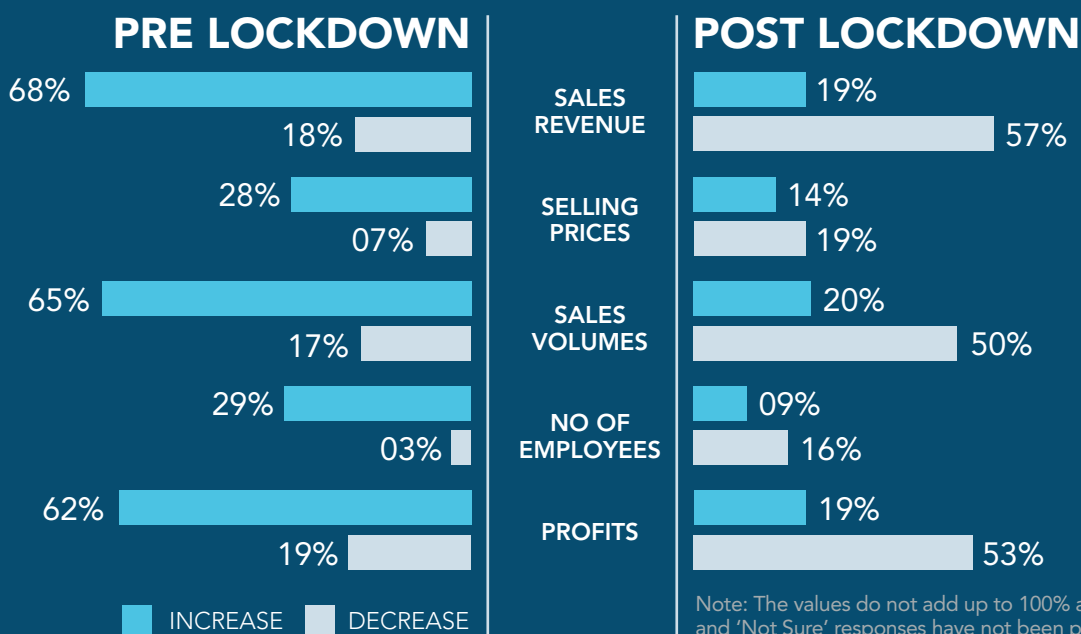 PRE LOCKDOWN
POST LOCKDOWN
68%
18%
SALES
REVENUE
19%
57%
28%
07%
SELLING
PRICES
14%
19%
65%
17%
SALES
VOLUMES
20%
50%
29%
03%
NO OF
EMPLOYEES
09%
16%
62%
19%
PROFITS
19%
53%
INCREASE
DECREASE
Note: The values do not add up to 100%
and ‘Not Sure’ responses have not been